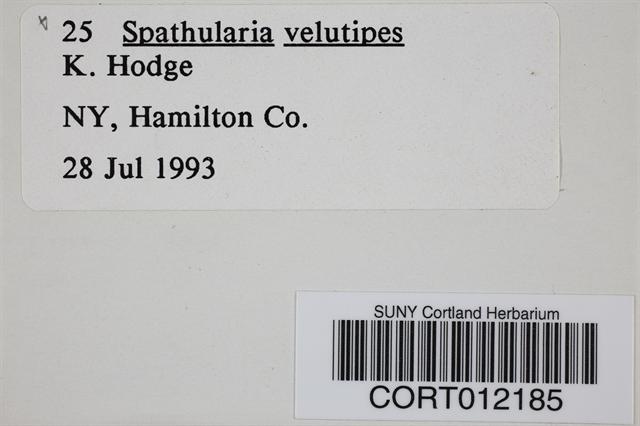 x 25 Spathularia velutipes
K. Hodge
NY, Hamilton Co.
28 Jul 1993
SUNY Cortland Herbarium
CORT012185